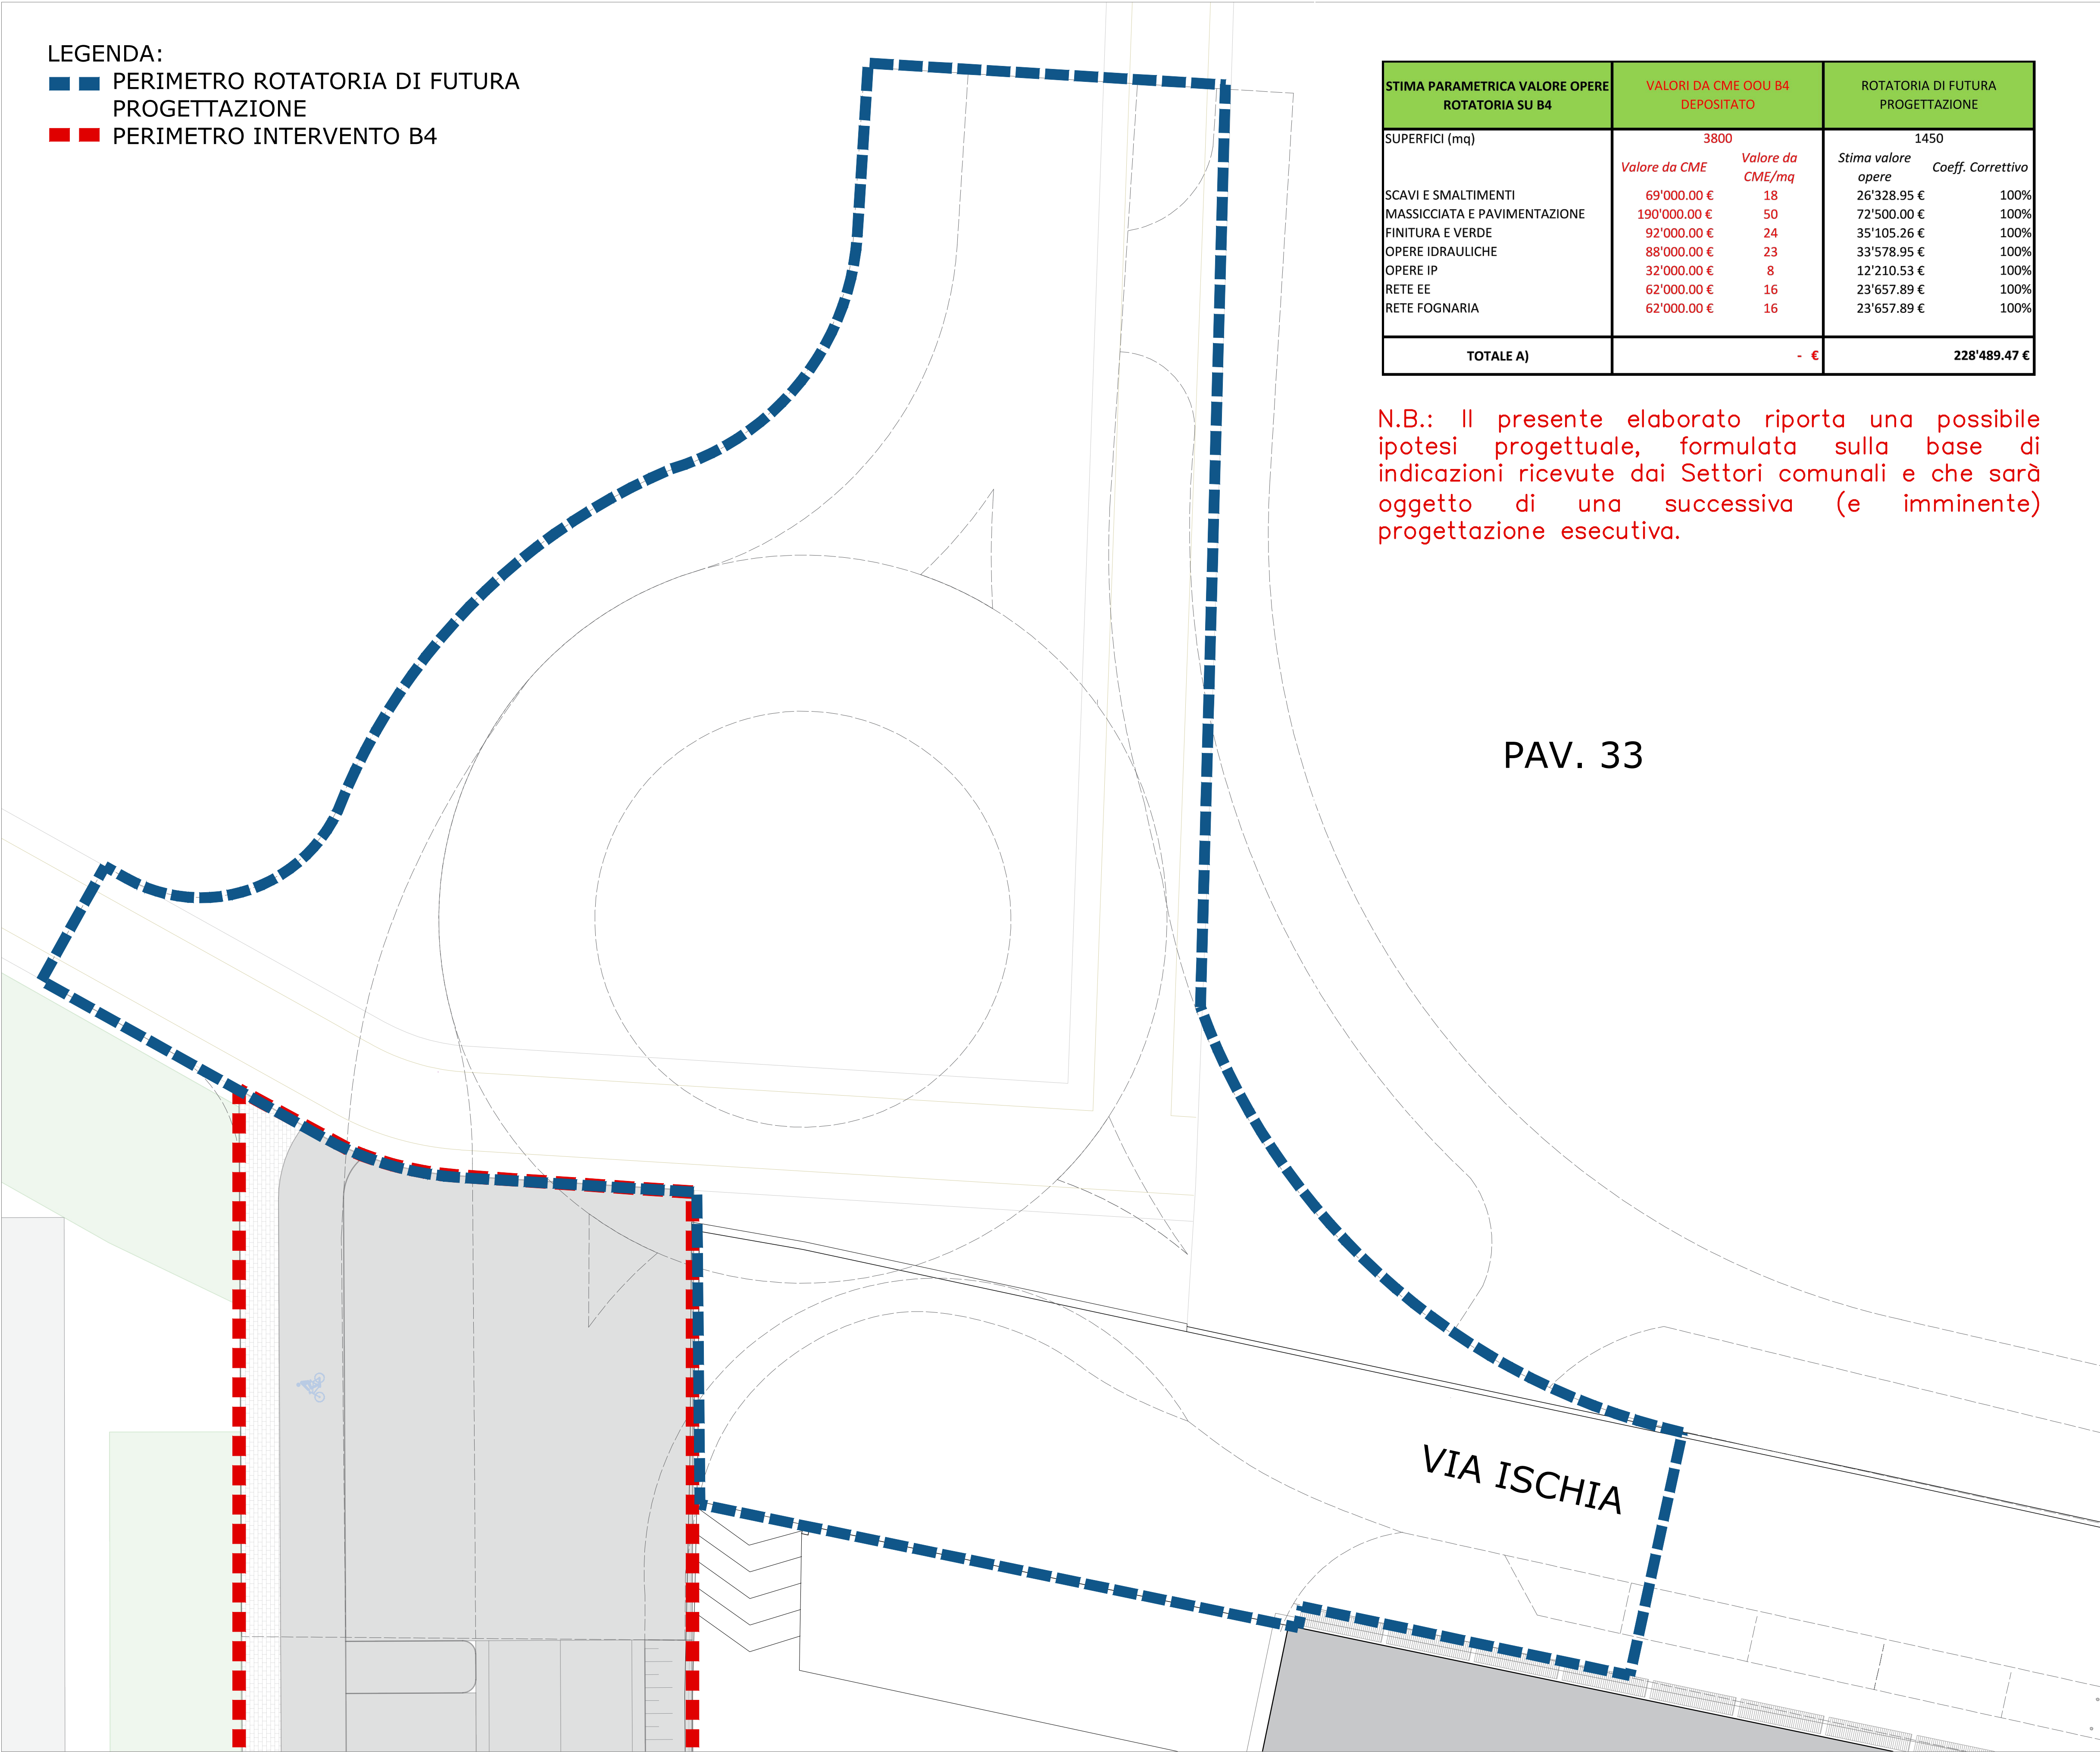 LEGENDA:
PERIMETRO ROTATORIA DI FUTURA
PROGETTAZIONE
PERIMETRO INTERVENTO B4
STIMA PARAMETRICA VALORE OPERE
ROTATORIA SU B4
VALORI DA CME OOU B4
DEPOSITATO
ROTATORIA DI FUTURA
PROGETTAZIONE
SUPERFICI (mq) 3800 1450
Valore da CME
Valore da
CME/mq
Stima valore
opere
Coeff. Correttivo
SCAVI E SMALTIMENTI 69'000.00 € 18 26'328.95 € 100%
MASSICCIATA E PAVIMENTAZIONE 190'000.00 € 50 72'500.00 € 100%
FINITURA E VERDE 92'000.00 € 24 35'105.26 € 100%
OPERE IDRAULICHE 88'000.00 € 23 33'578.95 € 100%
OPERE IP 32'000.00 € 8 12'210.53 € 100%
RETE EE 62'000.00 € 16 23'657.89 € 100%
RETE FOGNARIA 62'000.00 € 16 23'657.89 € 100%
TOTALE A) - € 228'489.47 €
N.B.: Il presente elaborato riporta una possibile
ipotesi progettuale, formulata sulla base di
indicazioni ricevute dai Settori comunali e che sarà
oggetto di una successiva (e imminente)
progettazione esecutiva.
PAV. 33
VIA ISCHIA